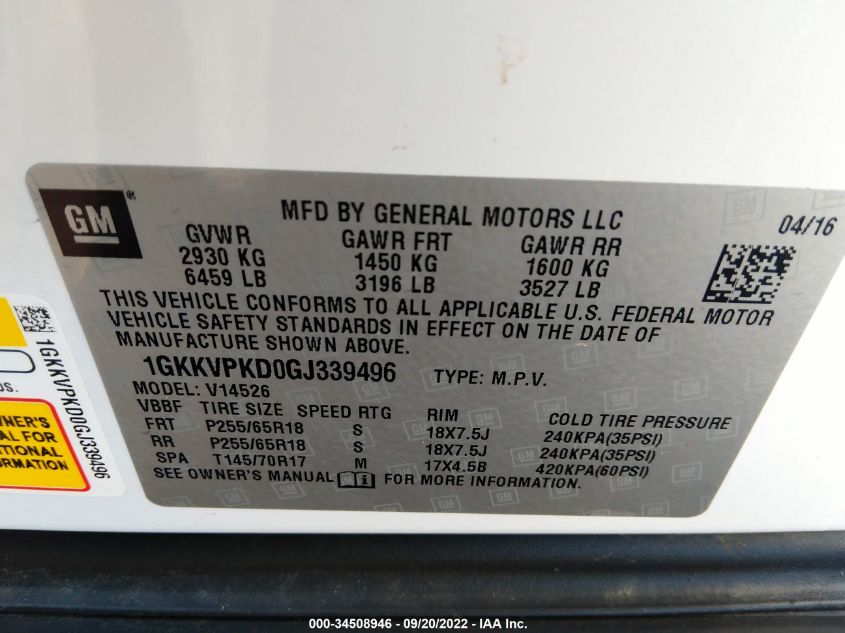 GM®
MFD BY GENERAL MOTORS LLC
04/16
GVWR GAWR FRT GAWR RR
2930 KG 1450 KG 1600 KG
6459 LB 3196 LB 3527 LB
THIS VEHICLE CONFORMS TO ALL APPLICABLE U.S. FEDERAL MOTOR
VEHICLE SAFETY STANDARDS IN EFFECT ON THE DATE OF
MANUFACTURE SHOWN ABOVE.
1GKKVPKD0GJ339496 TYPE: M.P.V.
MODEL: V14526
VBBF TIRE SIZE SPEED RTG RIM COLD TIRE PRESSURE
FRT P255/65R18 S 18X7.5J 240KPA(35PSI)
RR P255/65R18 S 18X7.5J 240KPA(35PSI)
SPA T145/70R17 M 17X4.5B 420KPA(60PSI)
SEE OWNER'S MANUAL FOR MORE INFORMATION.
1GKKVPKD0GJ339496
OWNER'S
FOR
000-34508946 • 09/20/2022 - IAA Inc.